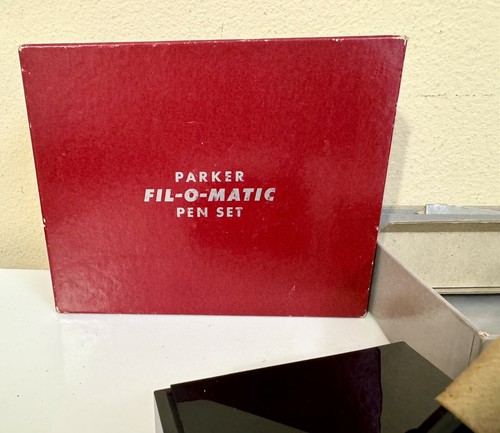 PARKER
FIL-O-MATIC
PEN SET